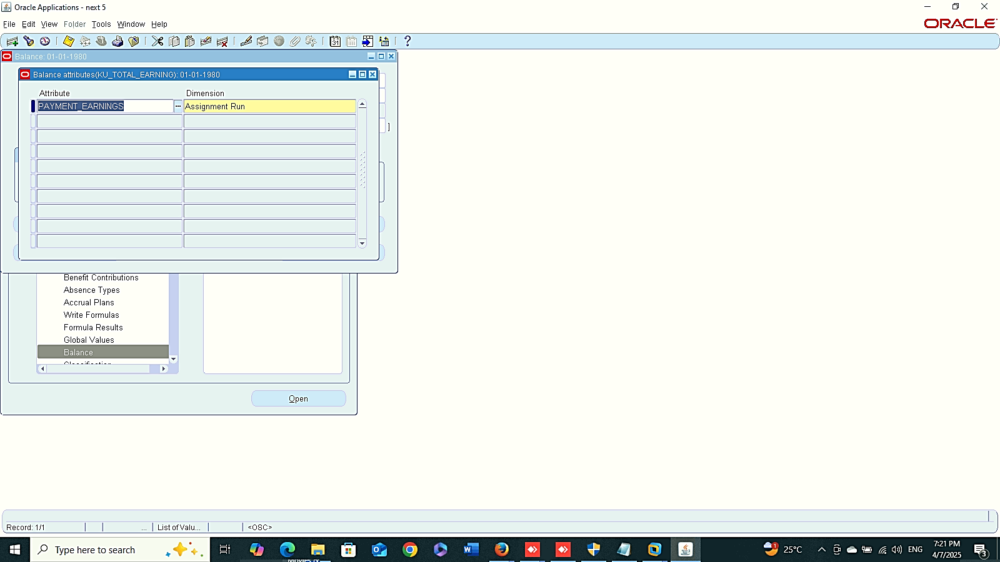 Oracle Applications - next 5
File Edit View Folder Tools Window Help
ORACLE
Balance: 01-01-1980
Balance attributes(KU_TOTAL_EARNING): 01-01-1980
Attribute Dimension
PAYMENT_EARNINGS ... Assignment Run
]
Benefit Contributions
Absence Types
Accrual Plans
Write Formulas
Formula Results
Global Values
Balance
Open
Record: 1/1 ... List of Valu... <OSC>
Type here to search
25°C
ENG
7:21 PM
4/7/2025
3